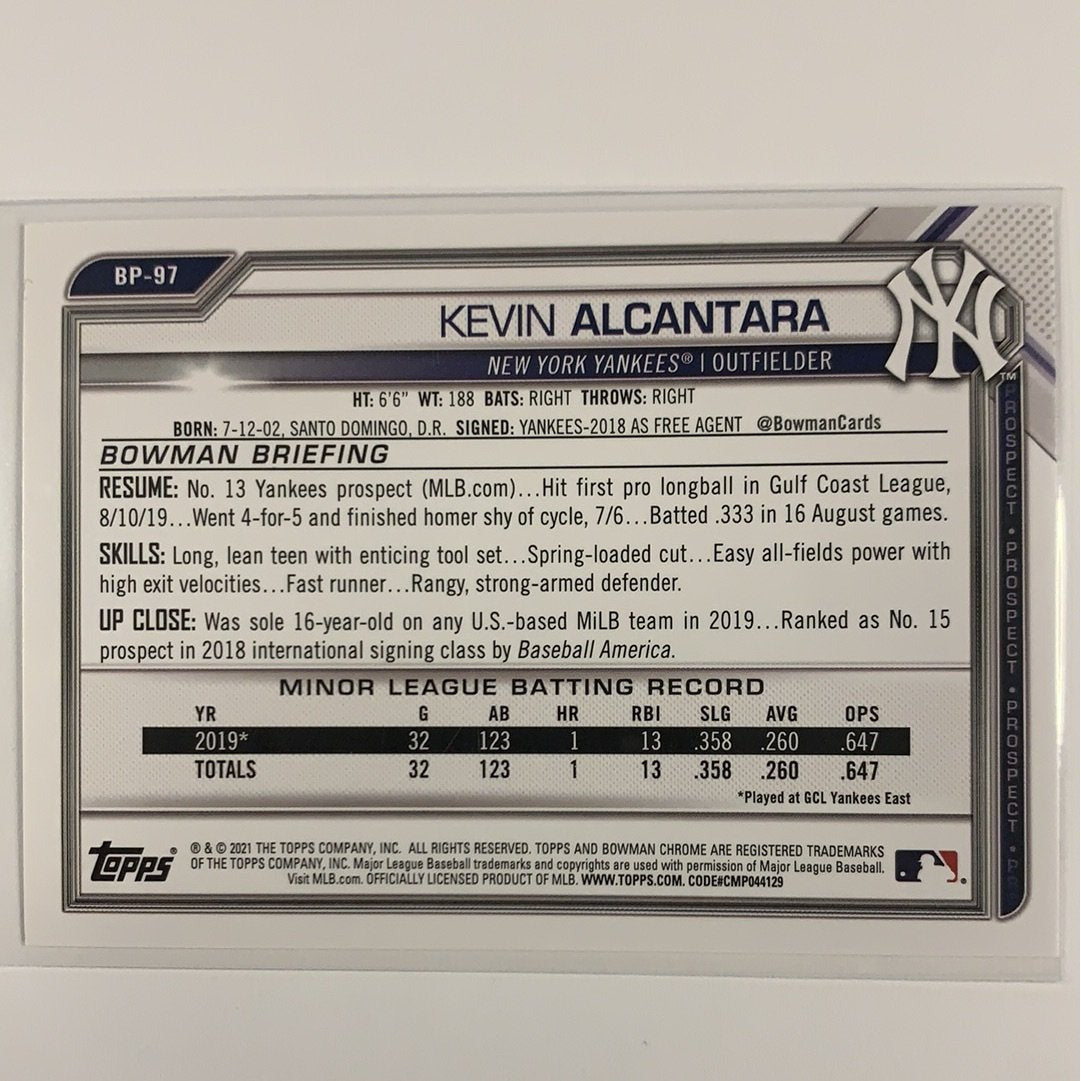 BP-97
KEVIN ALCANTARA
NEW YORK YANKEES® | OUTFIELDER
NY
TM
HT: 6'6" WT: 188 BATS: RIGHT THROWS: RIGHT
BORN: 7-12-02, SANTO DOMINGO, D.R. SIGNED: YANKEES-2018 AS FREE AGENT @BowmanCards
BOWMAN BRIEFING
RESUME: No. 13 Yankees prospect (MLB.com)...Hit first pro longball in Gulf Coast League,
8/10/19...Went 4-for-5 and finished homer shy of cycle, 7/6...Batted .333 in 16 August games.
SKILLS: Long, lean teen with enticing tool set...Spring-loaded cut...Easy all-fields power with
high exit velocities...Fast runner...Rangy, strong-armed defender.
UP CLOSE: Was sole 16-year-old on any U.S.-based MiLB team in 2019...Ranked as No. 15
prospect in 2018 international signing class by Baseball America.
MINOR LEAGUE BATTING RECORD
YR G AB HR RBI SLG AVG OPS
2019* 32 123 1 13 .358 .260 .647
TOTALS 32 123 1 13 .358 .260 .647
*Played at GCL Yankees East
Topps®
® & © 2021 THE TOPPS COMPANY, INC. ALL RIGHTS RESERVED. TOPPS AND BOWMAN CHROME ARE REGISTERED TRADEMARKS
OF THE TOPPS COMPANY, INC. Major League Baseball trademarks and copyrights are used with permission of Major League Baseball.
Visit MLB.com. OFFICIALLY LICENSED PRODUCT OF MLB. WWW.TOPPS.COM. CODE#CMP044129
®
PROSPECT • PROSPECT • PROSPECT • PR